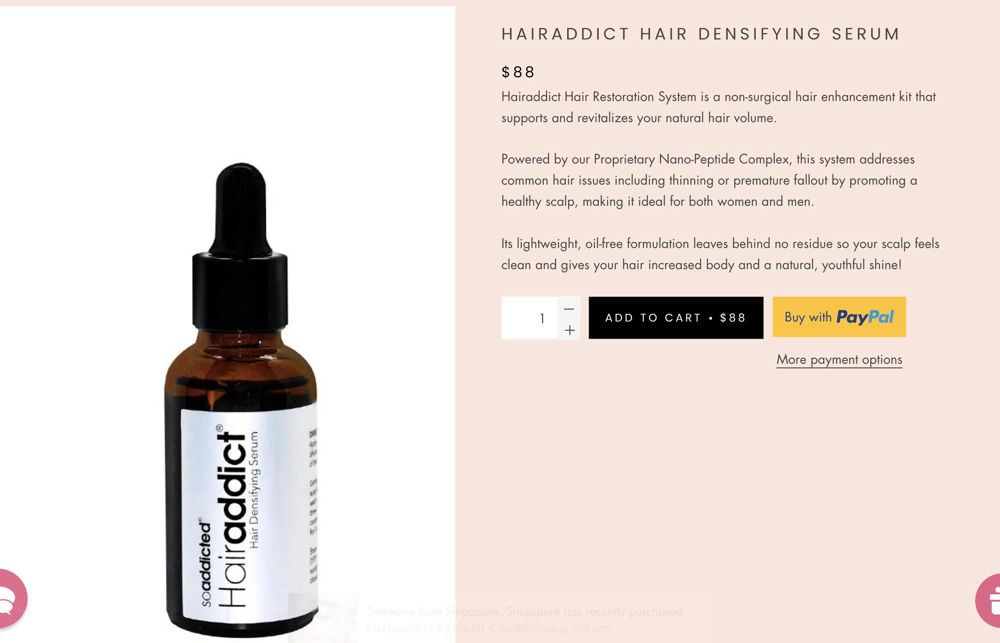 HAIRADDICT HAIR DENSIFYING SERUM
$88
Hairaddict Hair Restoration System is a non-surgical hair enhancement kit that
supports and revitalizes your natural hair volume.
Powered by our Proprietary Nano-Peptide Complex, this system addresses
common hair issues including thinning or premature fallout by promoting a
healthy scalp, making it ideal for both women and men.
Its lightweight, oil-free formulation leaves behind no residue so your scalp feels
clean and gives your hair increased body and a natural, youthful shine!
1
ADD TO CART • $88
Buy with PayPal
More payment options
soaddicted®
Hairaddict®
Hair Densifying Serum
Someone from Singapore, Singapore has recently purchased
Lashaddict Eyelash Conditioning Serum.